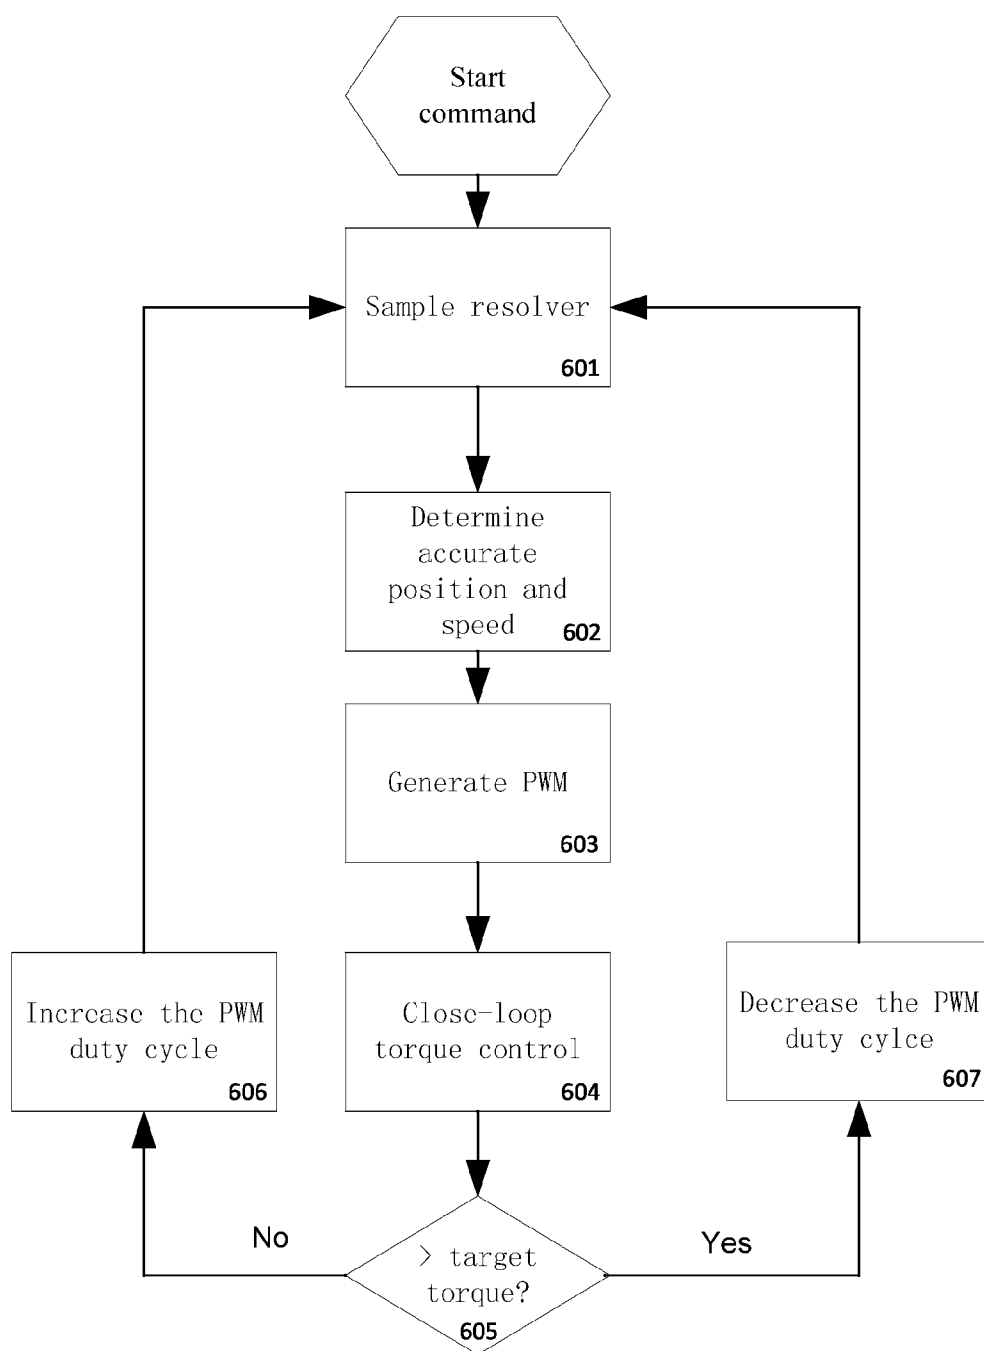 Start
command
Sample resolver
601
Determine
accurate
position and
speed
602
Generate PWM
603
Close-loop
torque control
604
Increase the PWM
duty cycle
606
Decrease the PWM
duty cylce
607
No
Yes
> target
torque?
605